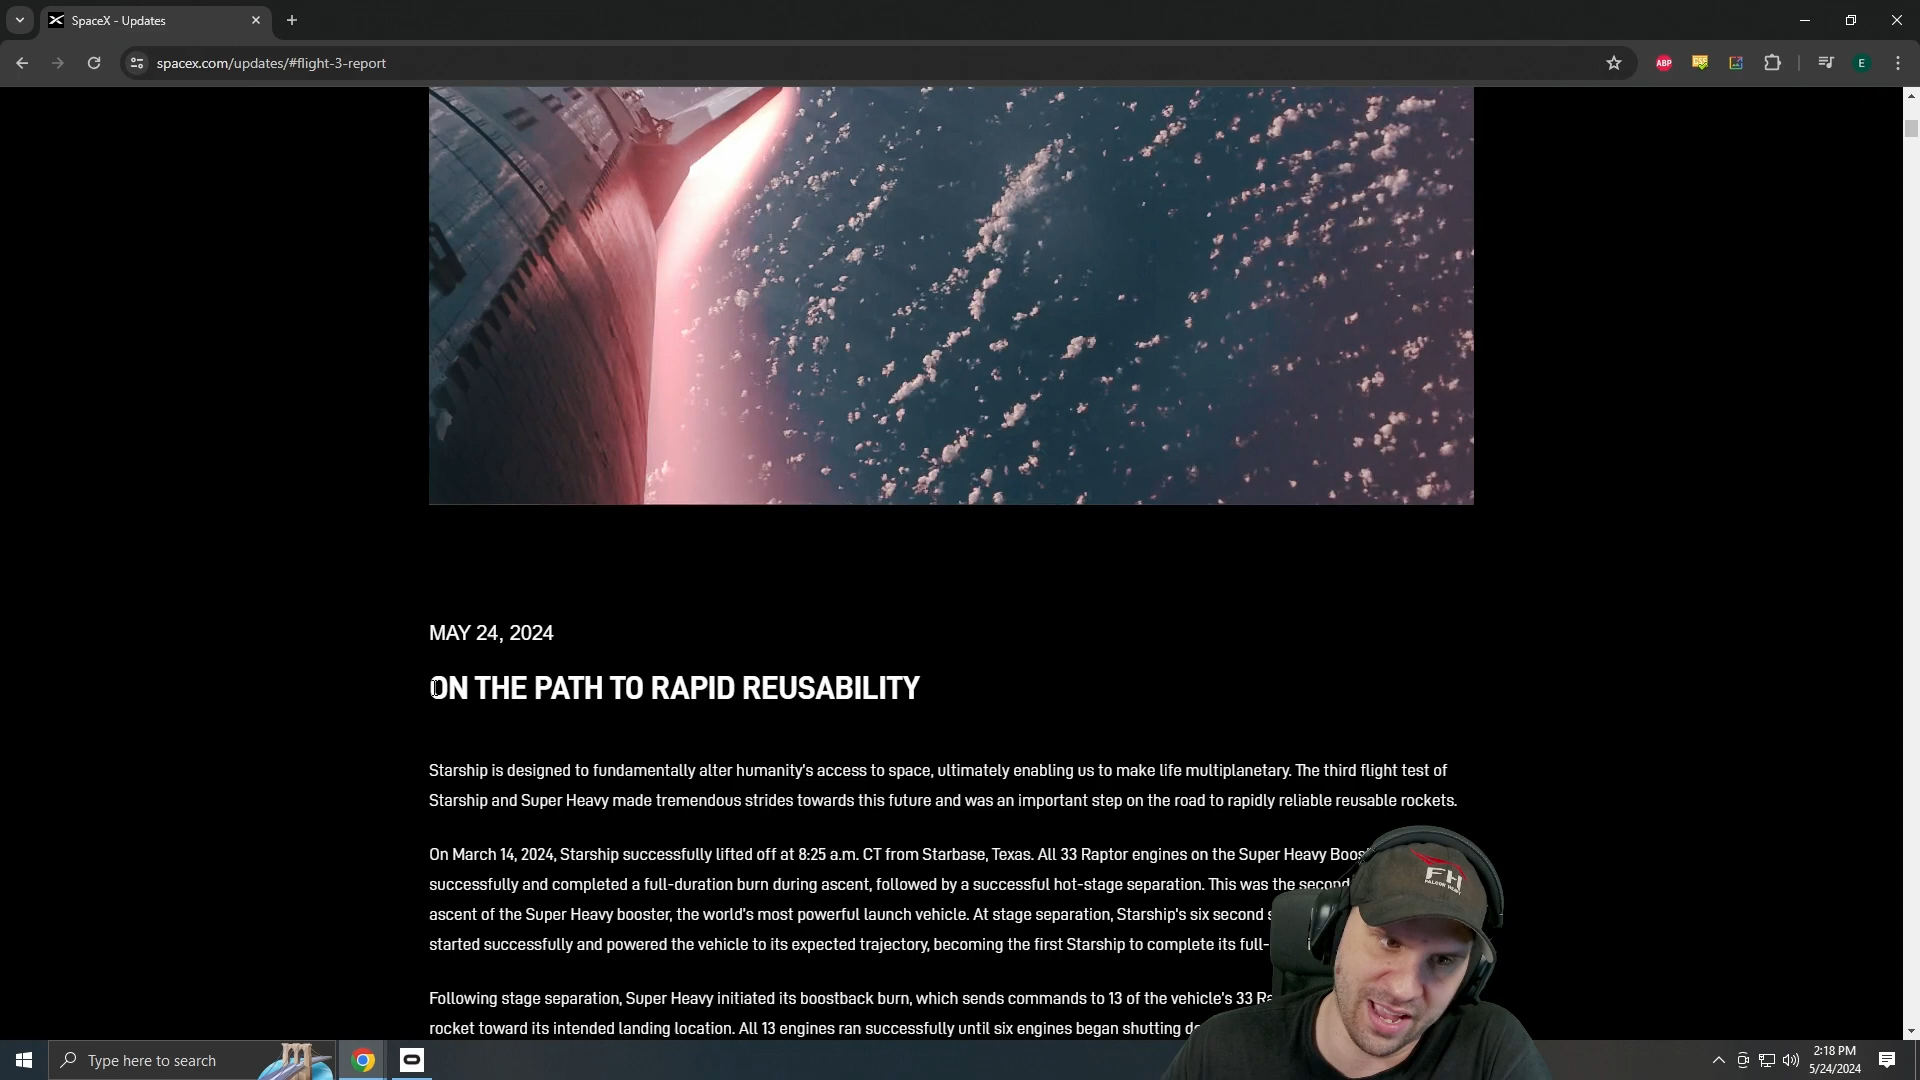 SpaceX - Updates
spacex.com/updates/#flight-3-report
ABP
E
MAY 24, 2024
ON THE PATH TO RAPID REUSABILITY
Starship is designed to fundamentally alter humanity's access to space, ultimately enabling us to make life multiplanetary. The third flight test of
Starship and Super Heavy made tremendous strides towards this future and was an important step on the road to rapidly reliable reusable rockets.
On March 14, 2024, Starship successfully lifted off at 8:25 a.m. CT from Starbase, Texas. All 33 Raptor engines on the Super Heavy Boos
successfully and completed a full-duration burn during ascent, followed by a successful hot-stage separation. This was the second
ascent of the Super Heavy booster, the world's most powerful launch vehicle. At stage separation, Starship's six second s
started successfully and powered the vehicle to its expected trajectory, becoming the first Starship to complete its full-
Following stage separation, Super Heavy initiated its boostback burn, which sends commands to 13 of the vehicle's 33 Ra
rocket toward its intended landing location. All 13 engines ran successfully until six engines began shutting do
FH
FALCON HEAVY
Type here to search
2:18 PM
5/24/2024